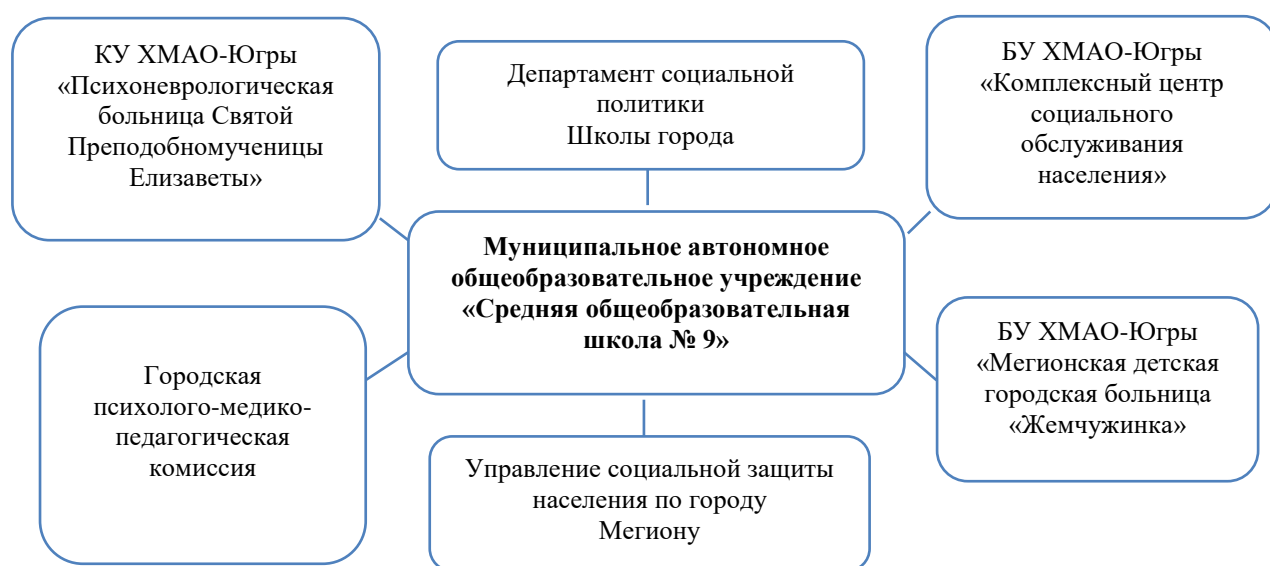 КУ ХМАО-Югры
«Психоневрологическая
больница Святой
Преподобномученицы
Елизаветы»
Департамент социальной
политики
Школы города
БУ ХМАО-Югры
«Комплексный центр
социального
обслуживания
населения»
Муниципальное автономное
общеобразовательное учреждение
«Средняя общеобразовательная
школа № 9»
Городская
психолого-медико-
педагогическая
комиссия
Управление социальной защиты
населения по городу
Мегиону
БУ ХМАО-Югры
«Мегионская детская
городская больница
«Жемчужинка»